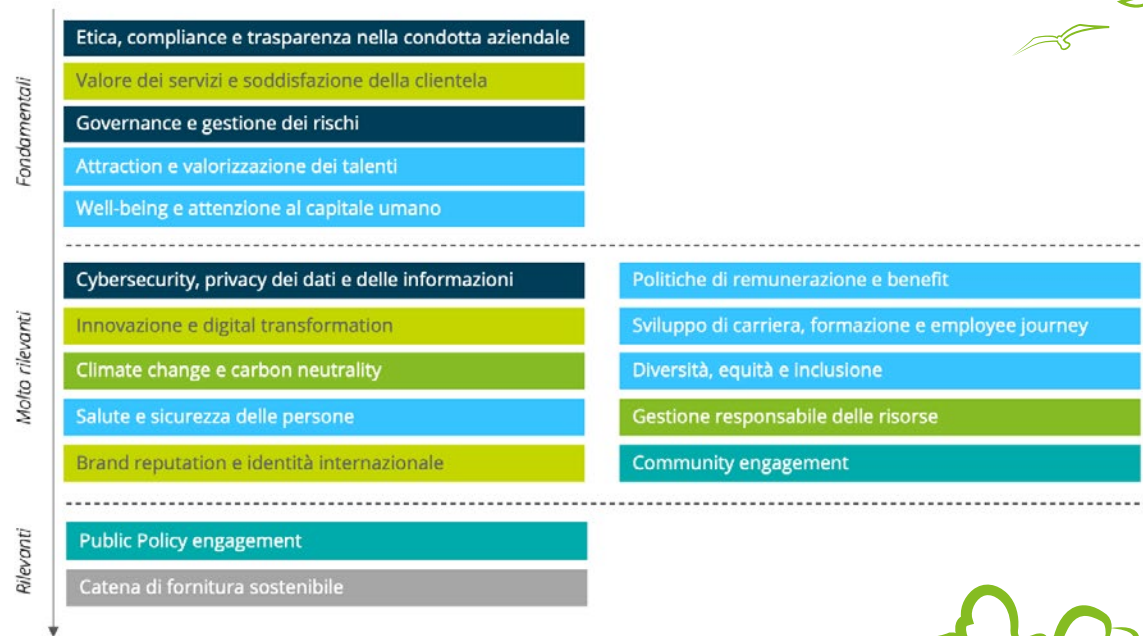 Fondamentali
Etica, compliance e trasparenza nella condotta aziendale
Valore dei servizi e soddisfazione della clientela
Governance e gestione dei rischi
Attraction e valorizzazione dei talenti
Well-being e attenzione al capitale umano
Molto rilevanti
Cybersecurity, privacy dei dati e delle informazioni
Innovazione e digital transformation
Climate change e carbon neutrality
Salute e sicurezza delle persone
Brand reputation e identità internazionale
Politiche di remunerazione e benefit
Sviluppo di carriera, formazione e employee journey
Diversità, equità e inclusione
Gestione responsabile delle risorse
Community engagement
Rilevanti
Public Policy engagement
Catena di fornitura sostenibile